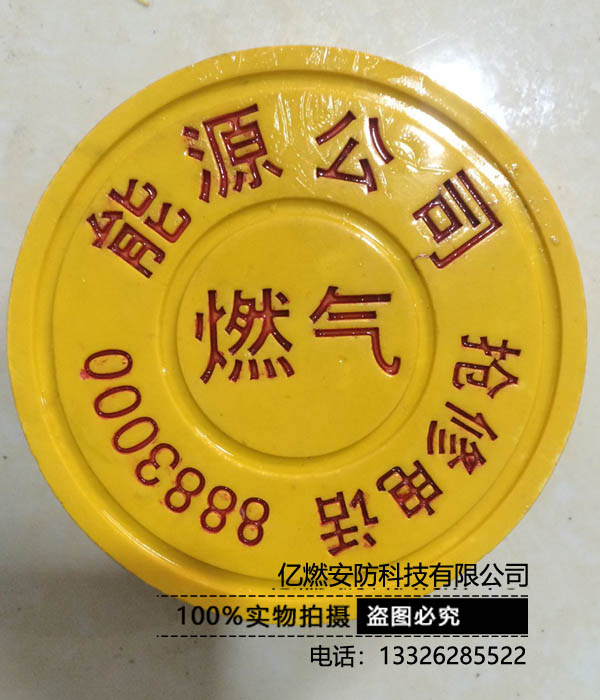 能源公司
燃气
抢修电话
8883000
亿燃安防科技有限公司
100%实物拍摄 盗图必究
电话：13326285522